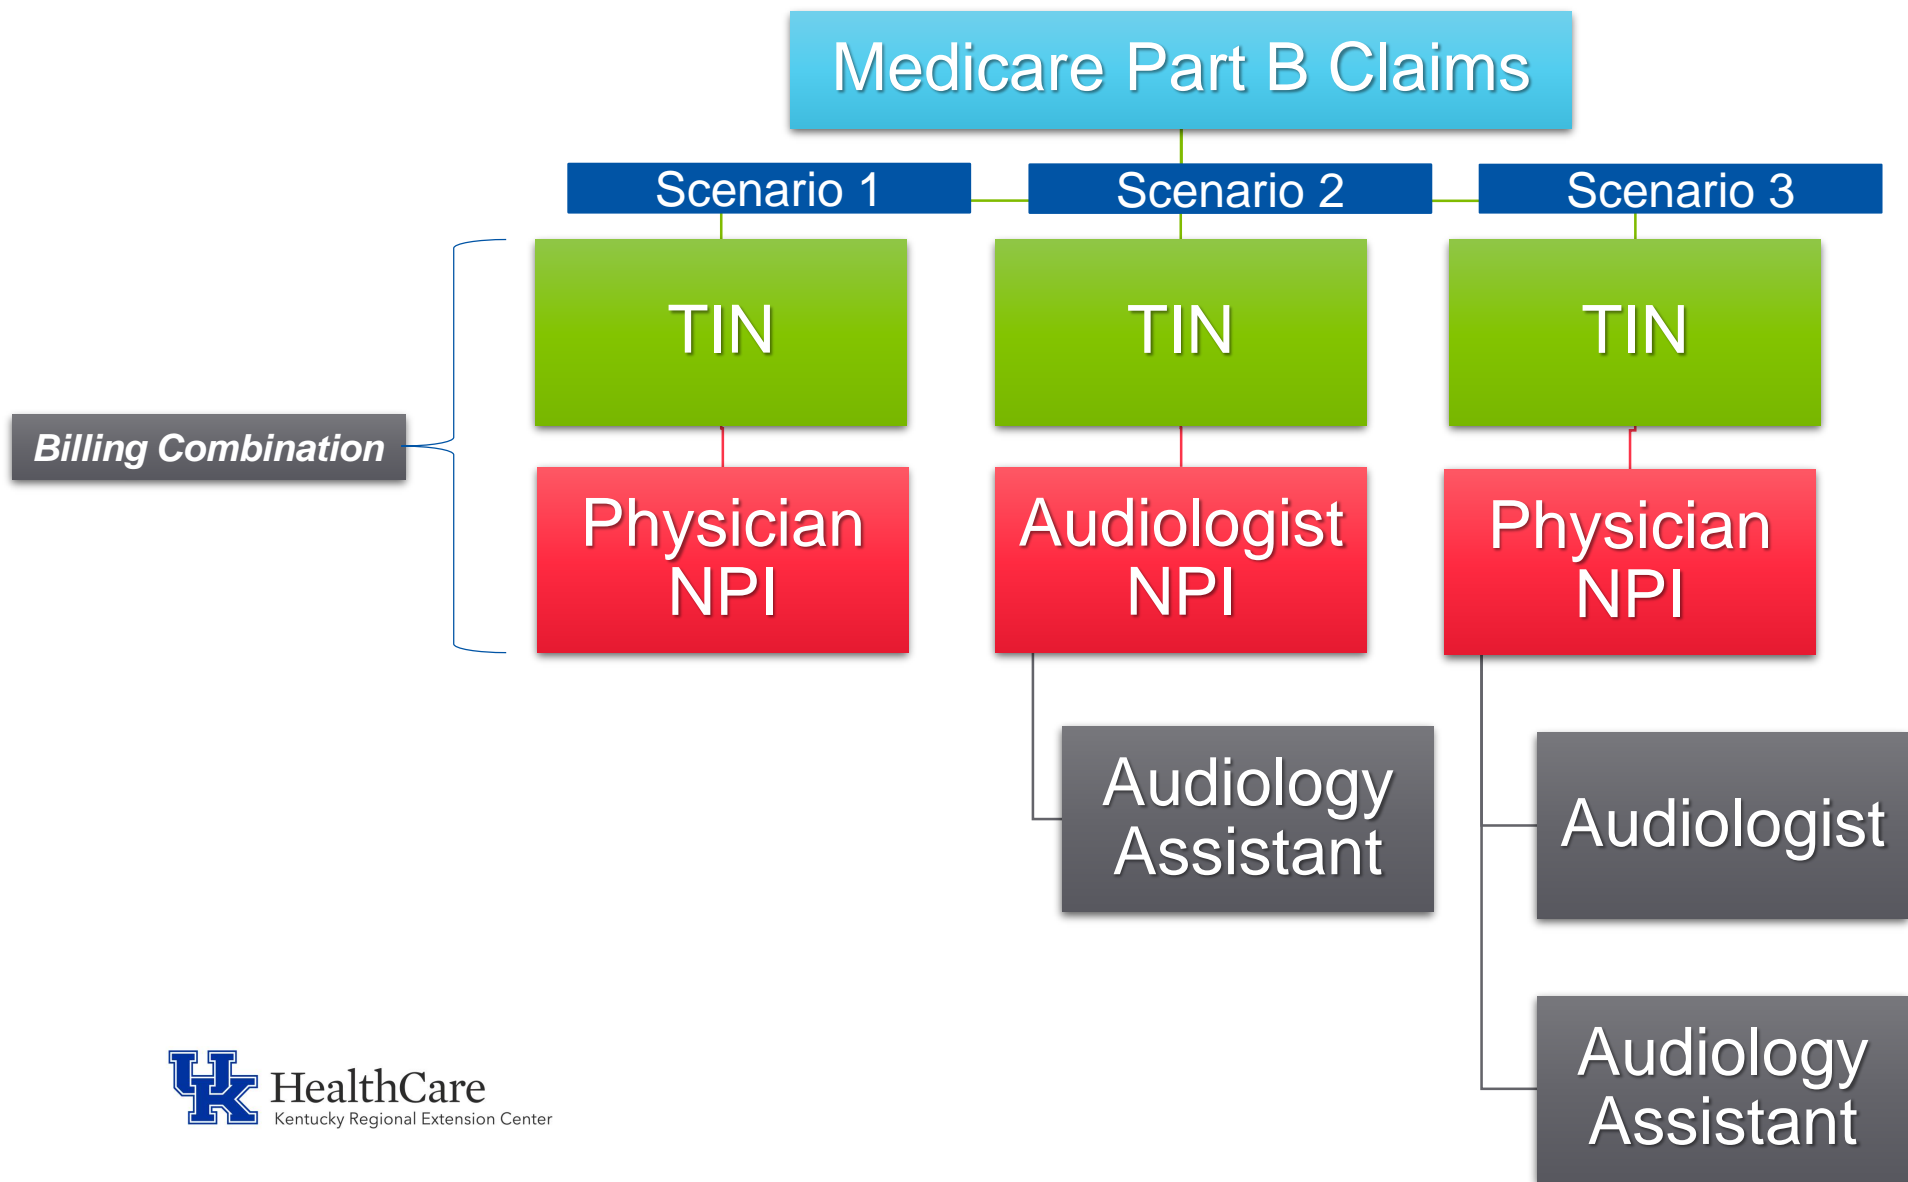 Medicare Part B Claims
Scenario 1
Scenario 2
Scenario 3
TIN
TIN
TIN
Billing Combination
Physician
NPI
Audiologist
NPI
Physician
NPI
Audiology
Assistant
Audiologist
Audiology
Assistant
UK HealthCare
Kentucky Regional Extension Center